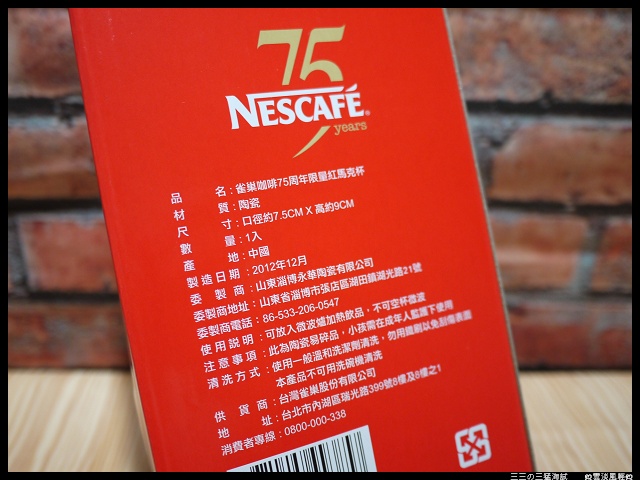 75
NESCAFÉ®
years
品 名：雀巢咖啡75周年限量紅馬克杯
材 質：陶瓷
尺 寸：口徑約7.5CM X 高約9CM
數 量：1入
產 地：中國
製造日期：2012年12月
委製商：山東淄博永華陶瓷有限公司
委製商地址：山東省淄博市張店區湖田鎮湖光路21號
委製商電話：86-533-206-0547
使用說明：可放入微波爐加熱飲品，不可空杯微波
注意事項：此為陶瓷易碎品，小孩需在成年人監護下使用
清洗方式：使用一般溫和洗潔劑清洗，勿用鐵刷以免刮傷表面
本產品不可用洗碗機清洗
供貨商：台灣雀巢股份有限公司
地 址：台北市內湖區瑞光路399號8樓及8樓之1
消費者專線：0800-000-338